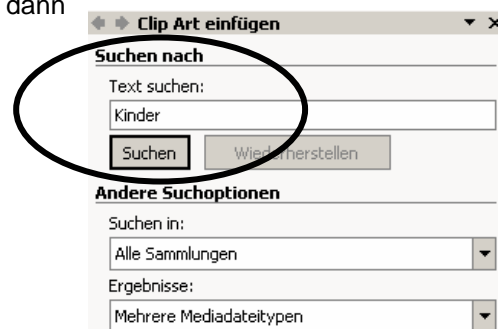 dann
Clip Art einfügen
Suchen nach
Text suchen:
Kinder
Suchen Wiederherstellen
Andere Suchoptionen
Suchen in:
Alle Sammlungen
Ergebnisse:
Mehrere Mediadateitypen